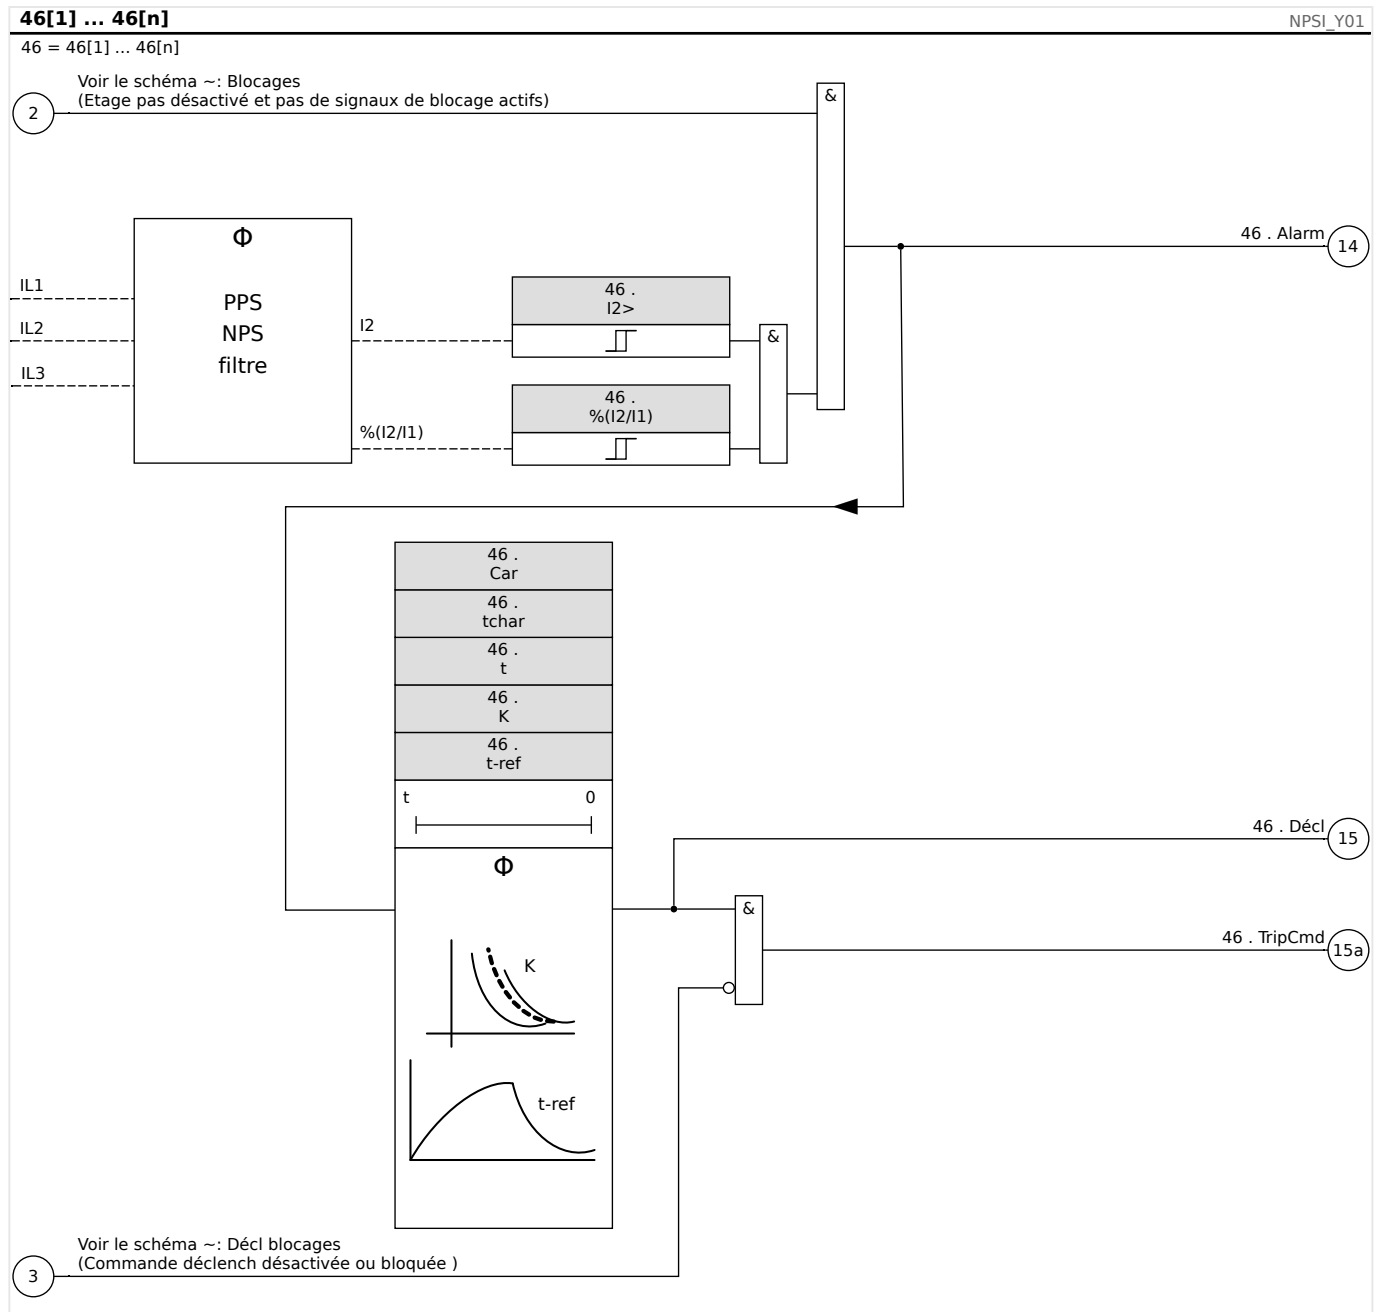 46[1] ... 46[n]
NPSI_Y01
46 = 46[1] ... 46[n]
Voir le schéma ~: Blocages
(Etage pas désactivé et pas de signaux de blocage actifs)
2
&
Φ
PPS
NPS
filtre
IL1
IL2
IL3
I2
%(I2/I1)
46 .
I2>
46 .
%(I2/I1)
&
46 . Alarm
14
46 .
Car
46 .
tchar
46 .
t
46 .
K
46 .
t-ref
t
0
Φ
K
t-ref
46 . Décl
15
&
46 . TripCmd
15a
Voir le schéma ~: Décl blocages
(Commande déclench désactivée ou bloquée )
3